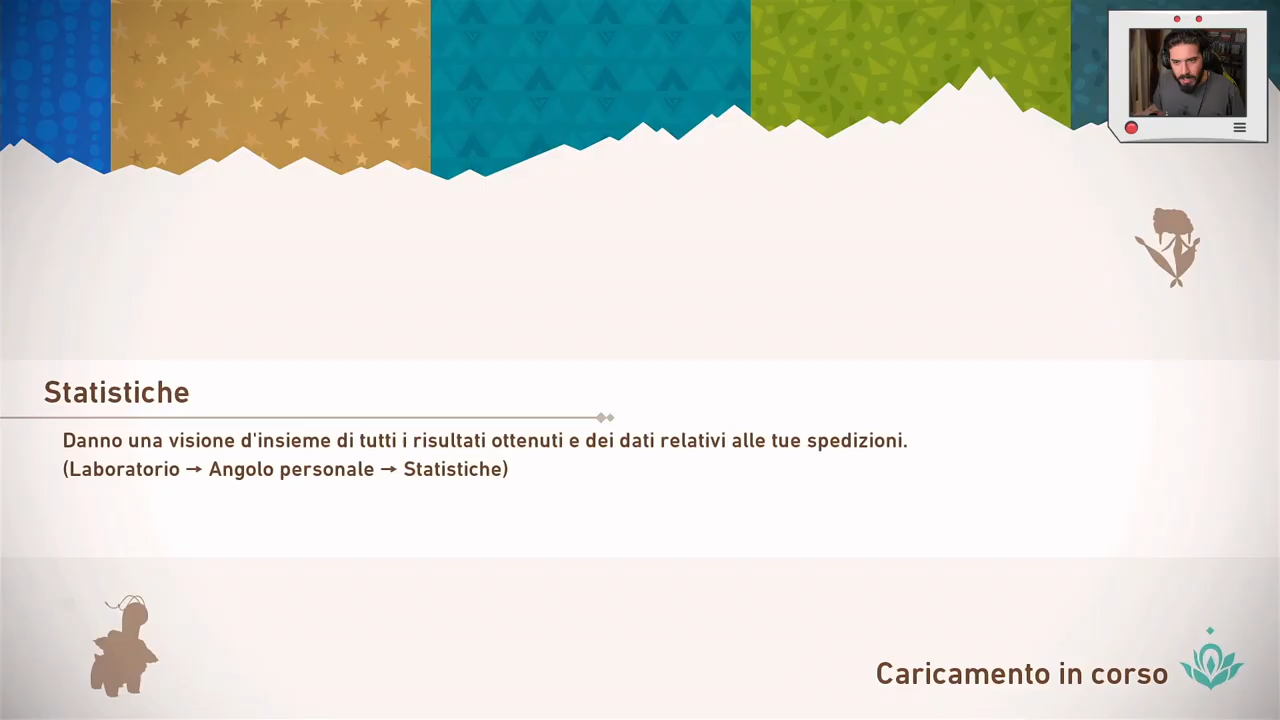 Statistiche
Danno una visione d'insieme di tutti i risultati ottenuti e dei dati relativi alle tue spedizioni.
(Laboratorio → Angolo personale → Statistiche)
Caricamento in corso